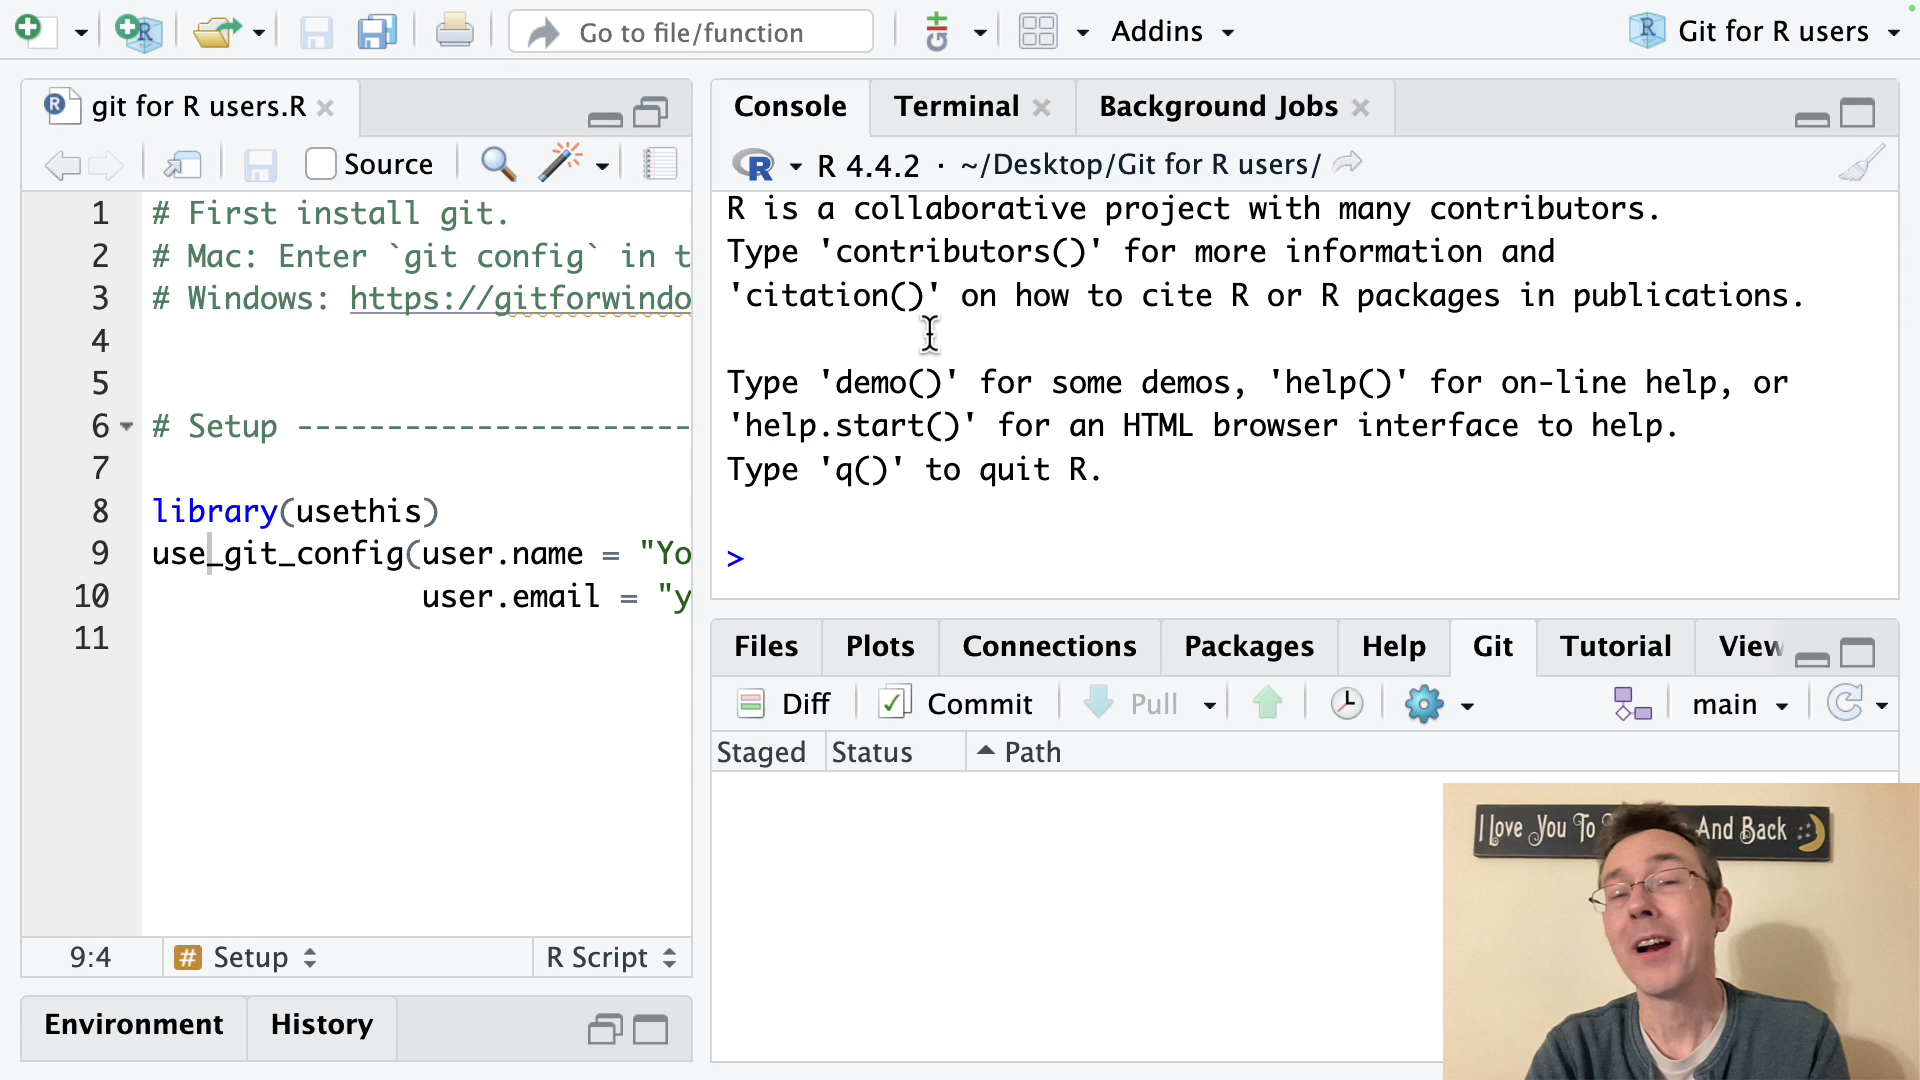 Go to file/function
Addins
Git for R users
git for R users.R
Source
1 # First install git.
2 # Mac: Enter `git config` in t
3 # Windows: https://gitforwindo
4
5
6 # Setup ----------------------
7
8 library(usethis)
9 use_git_config(user.name = "Yo
10 user.email = "y
11
9:4
# Setup
R Script
Environment
History
Console
Terminal
Background Jobs
R 4.4.2 · ~/Desktop/Git for R users/
R is a collaborative project with many contributors.
Type 'contributors()' for more information and
'citation()' on how to cite R or R packages in publications.
Type 'demo()' for some demos, 'help()' for on-line help, or
'help.start()' for an HTML browser interface to help.
Type 'q()' to quit R.
>
Files
Plots
Connections
Packages
Help
Git
Tutorial
View
Diff
Commit
Pull
main
Staged
Status
Path
I Love You To
And Back